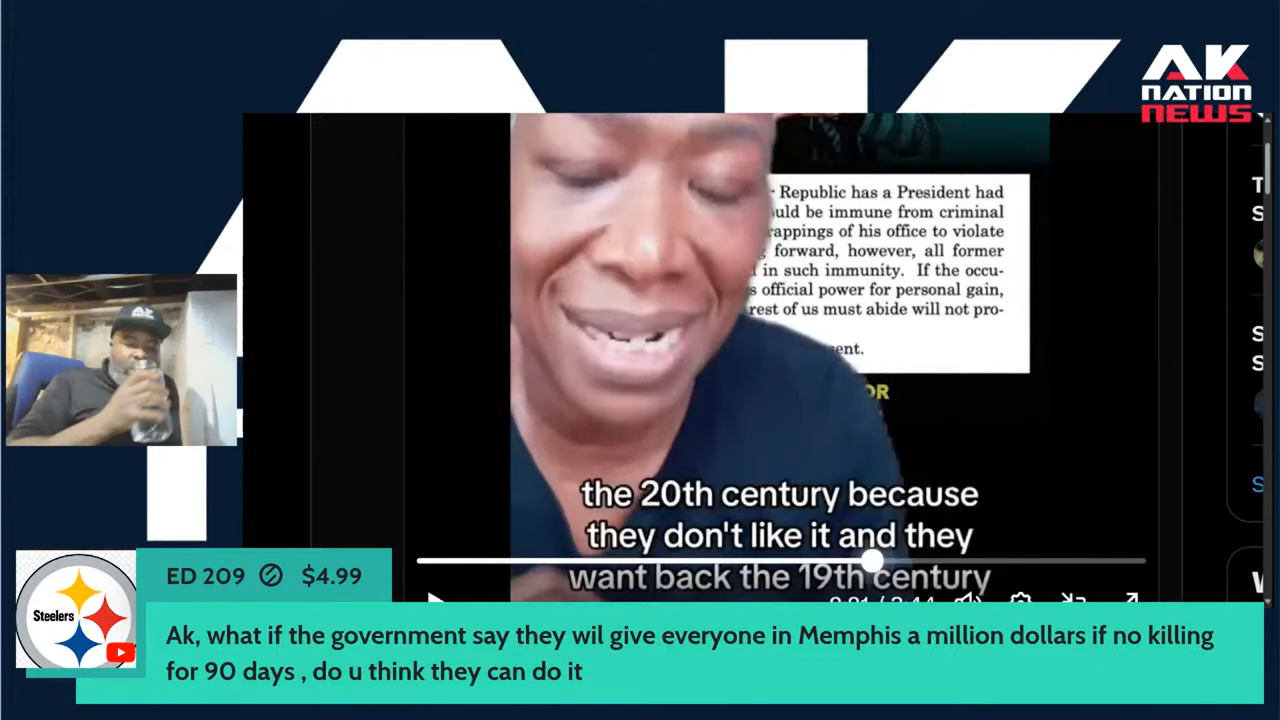 AK
NATION
NEWS
Republic has a President had
uld be immune from criminal
rappings of his office to violate
forward, however, all former
in such immunity. If the occu-
official power for personal gain,
rest of us must abide will not pro-
the 20th century because
they don't like it and they
want back the 19th century
Steelers
ED 209 $4.99
Ak, what if the government say they wil give everyone in Memphis a million dollars if no killing
for 90 days , do u think they can do it